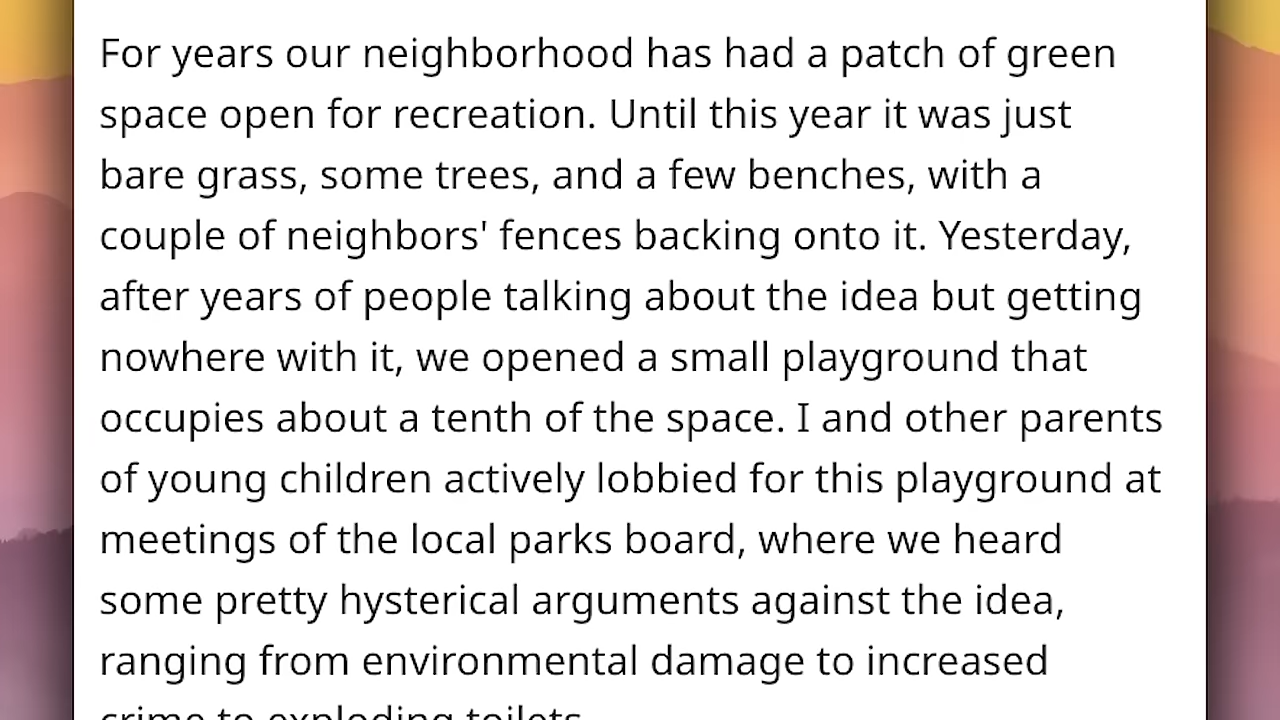 For years our neighborhood has had a patch of green
space open for recreation. Until this year it was just
bare grass, some trees, and a few benches, with a
couple of neighbors' fences backing onto it. Yesterday,
after years of people talking about the idea but getting
nowhere with it, we opened a small playground that
occupies about a tenth of the space. I and other parents
of young children actively lobbied for this playground at
meetings of the local parks board, where we heard
some pretty hysterical arguments against the idea,
ranging from environmental damage to increased
crime to exploding toilets.